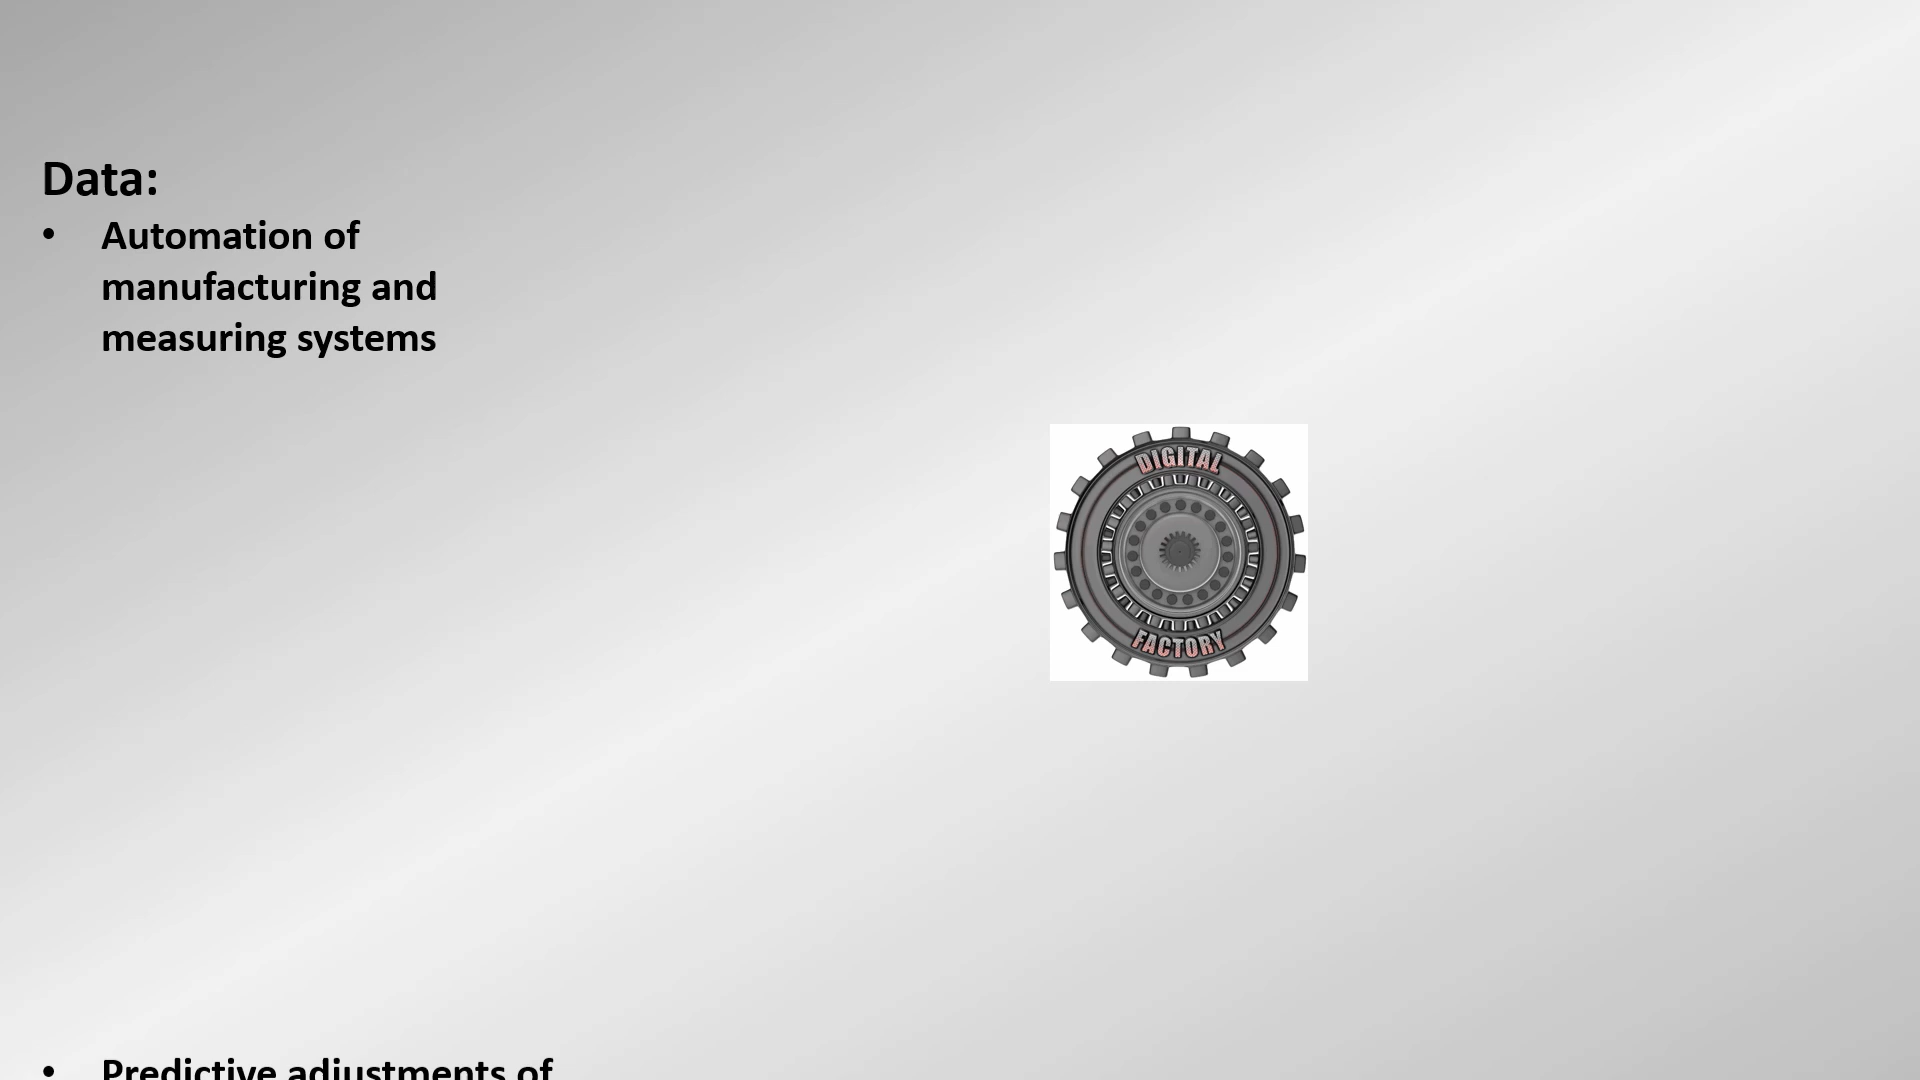 Data:
• Automation of
manufacturing and
measuring systems
DIGITAL
FACTORY
• Predictive adjustments of